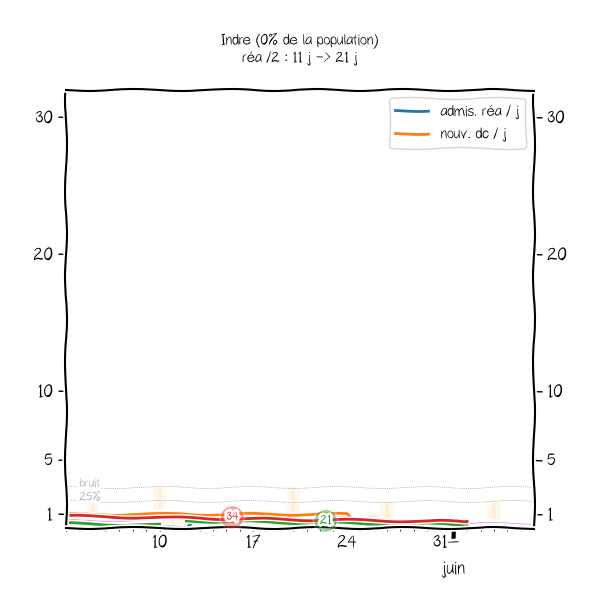 Indre (0% de la population)
réa /2 : 11 j -> 21 j
admis. réa / j
nouv. dc / j
30
30
20
20
10
10
5
5
bruit
25%
1
1
34
21
10
17
24
31
juin